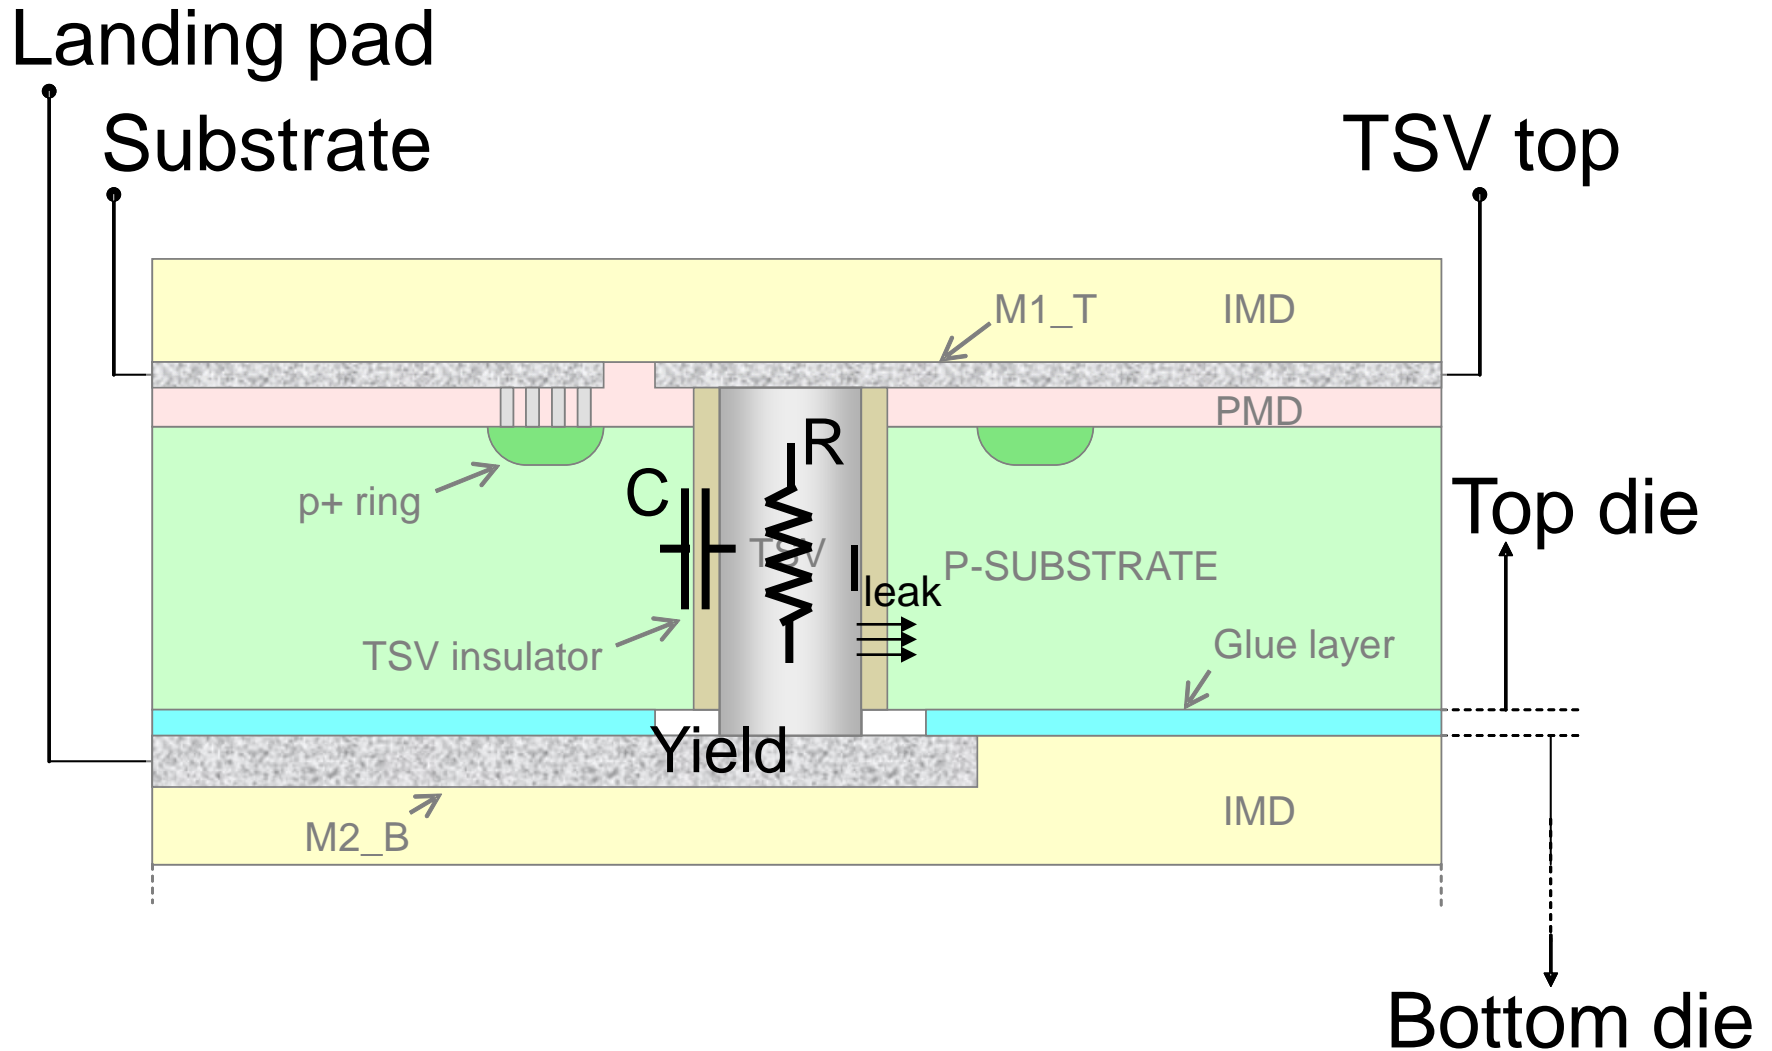 Landing pad
Substrate
TSV top
M1_T
IMD
PMD
R
C
p+ ring
Top die
TSV
P-SUBSTRATE
I leak
TSV insulator
Glue layer
Yield
IMD
M2_B
Bottom die